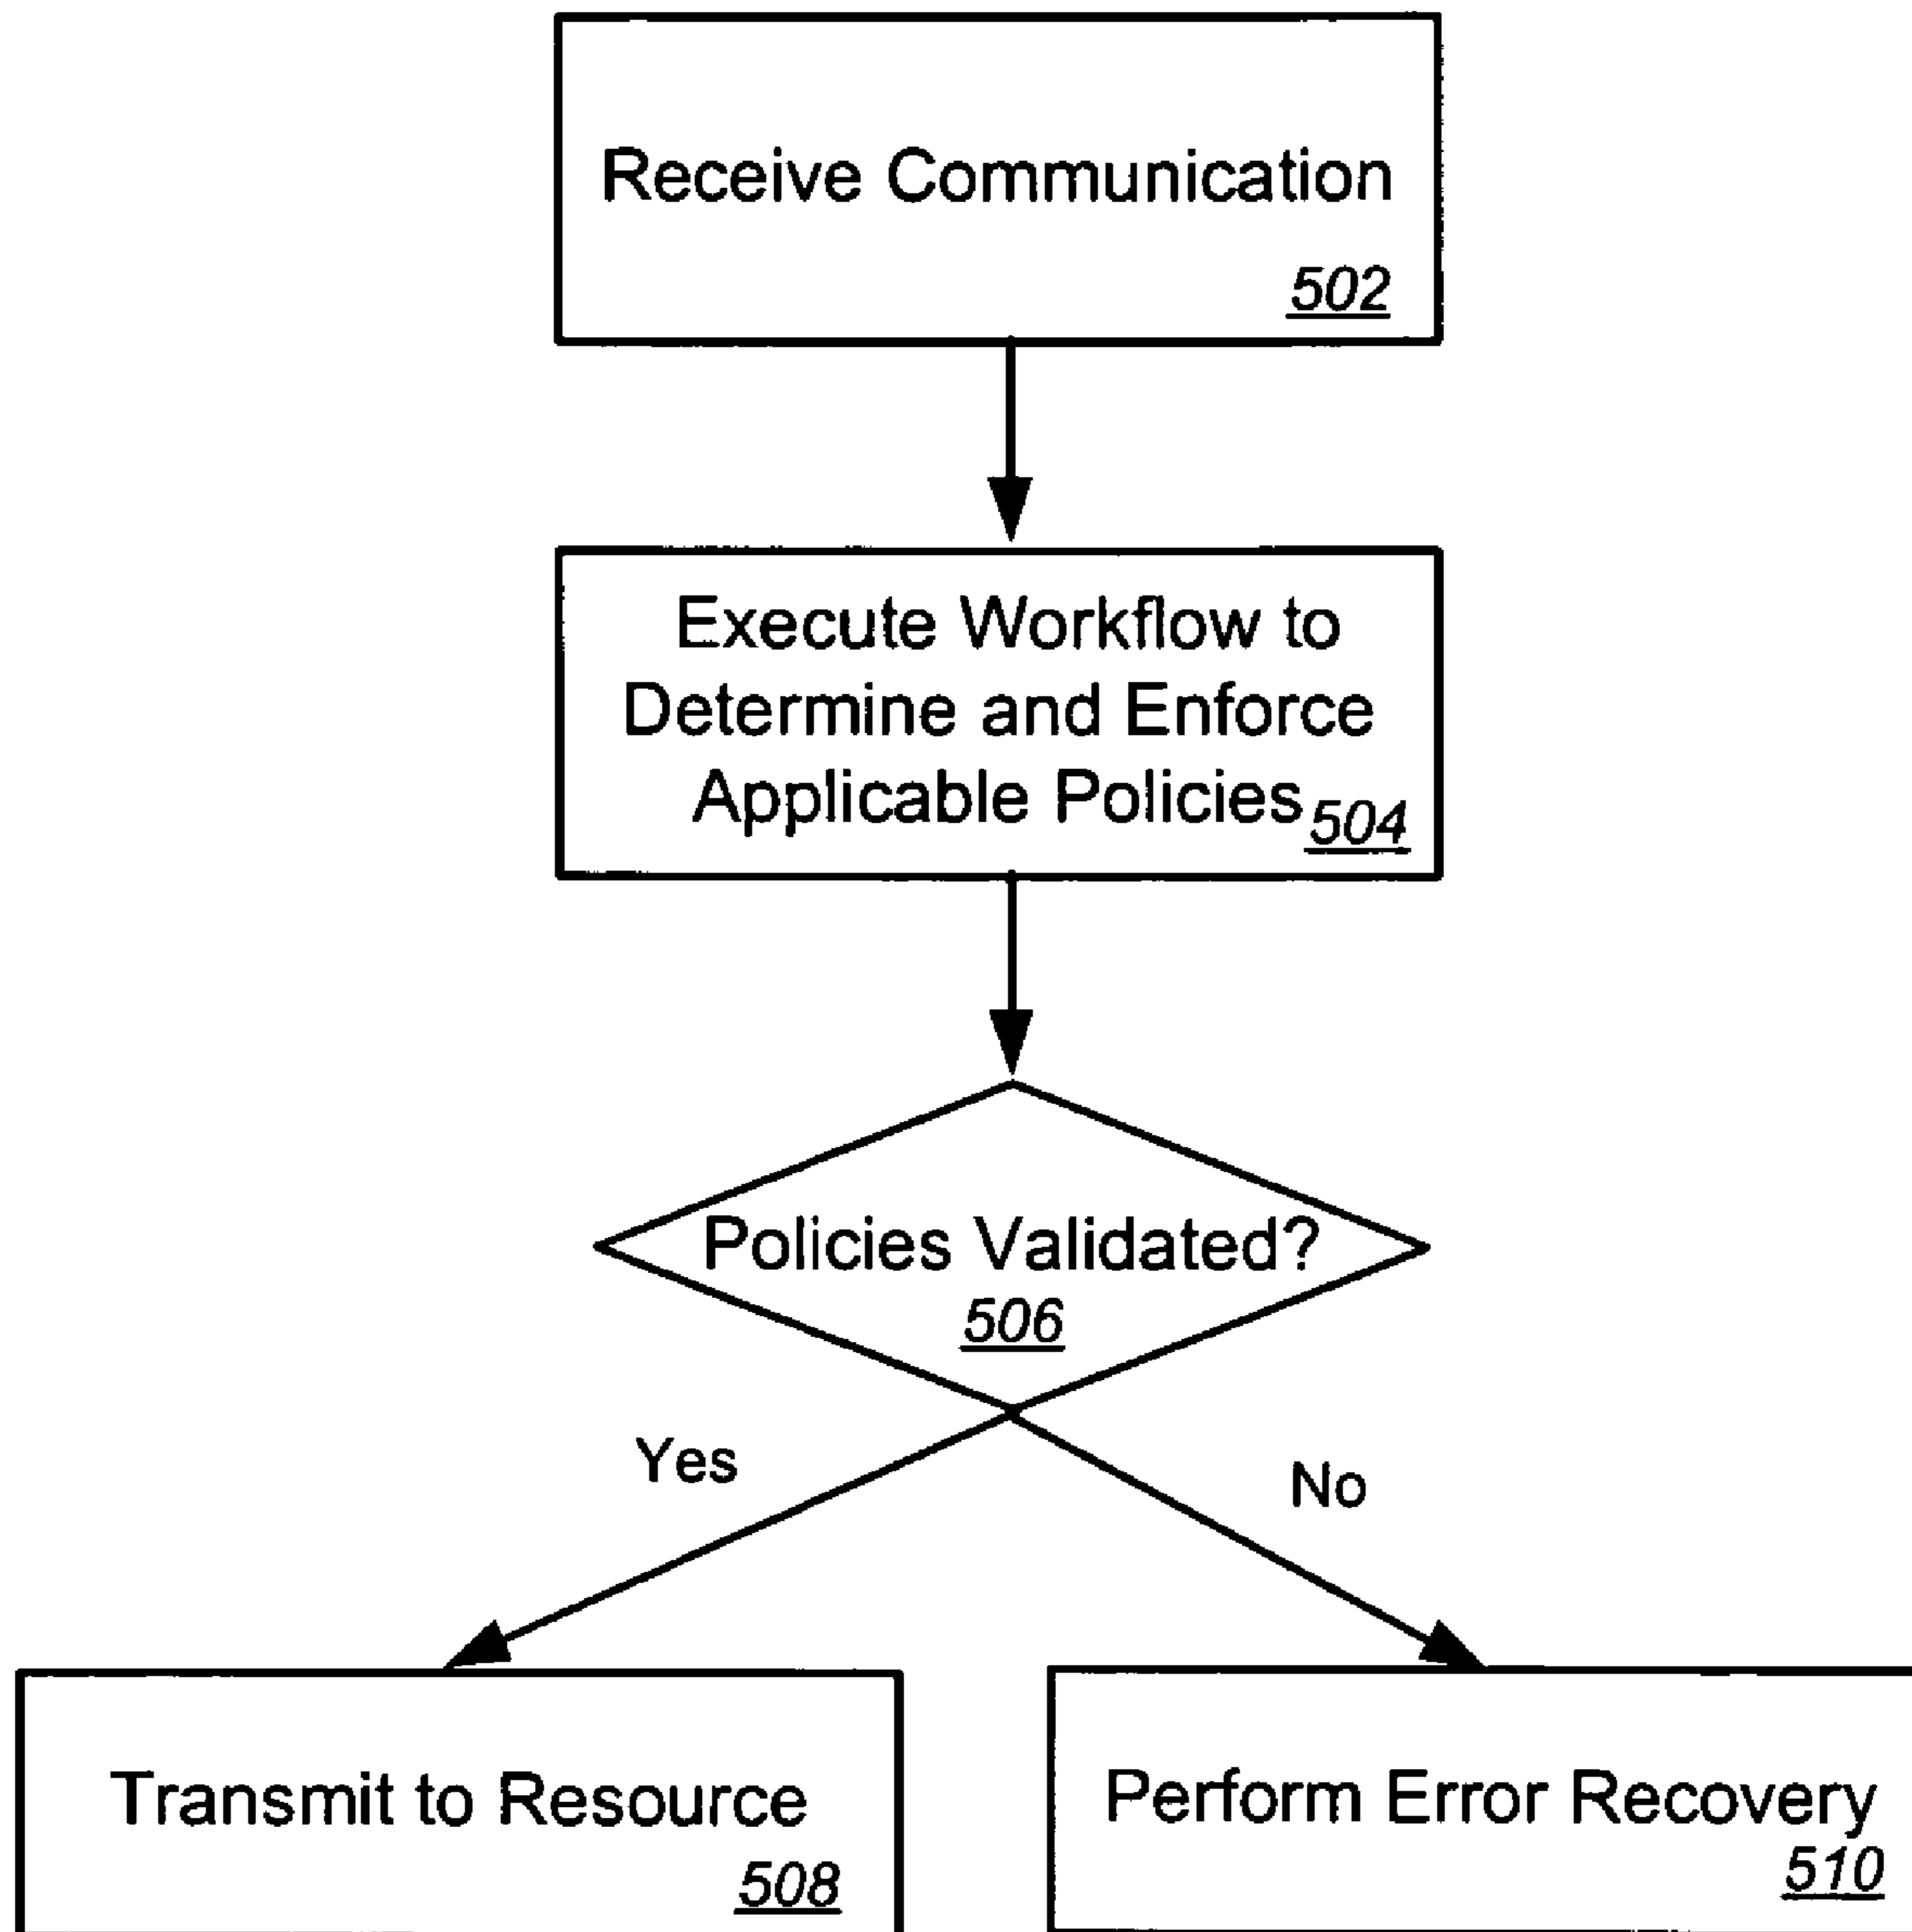 Receive Communication
502
Execute Workflow to
Determine and Enforce
Applicable Policies
504
Policies Validated?
506
Yes
No
Transmit to Resource
508
Perform Error Recovery
510